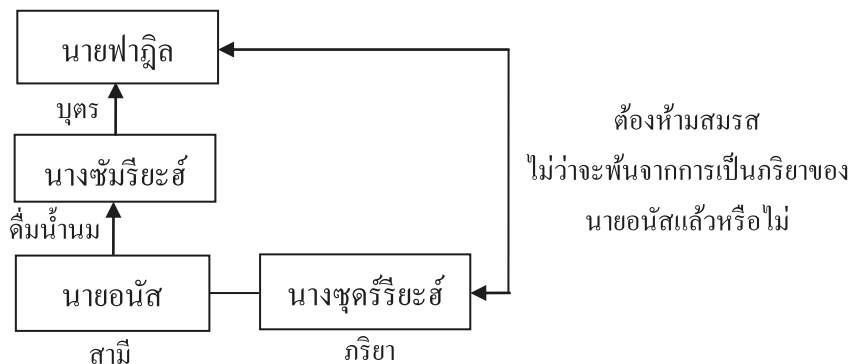 นายฟาฎิล
บุตร
นางซัมรียะฮ์
ดื่มน้ำนม
นายอนัส
สามี
นางซุดร์รียะฮ์
ภริยา
ต้องห้ามสมรส
ไม่ว่าจะพ้นจากการเป็นภริยาของ
นายอนัสแล้วหรือไม่